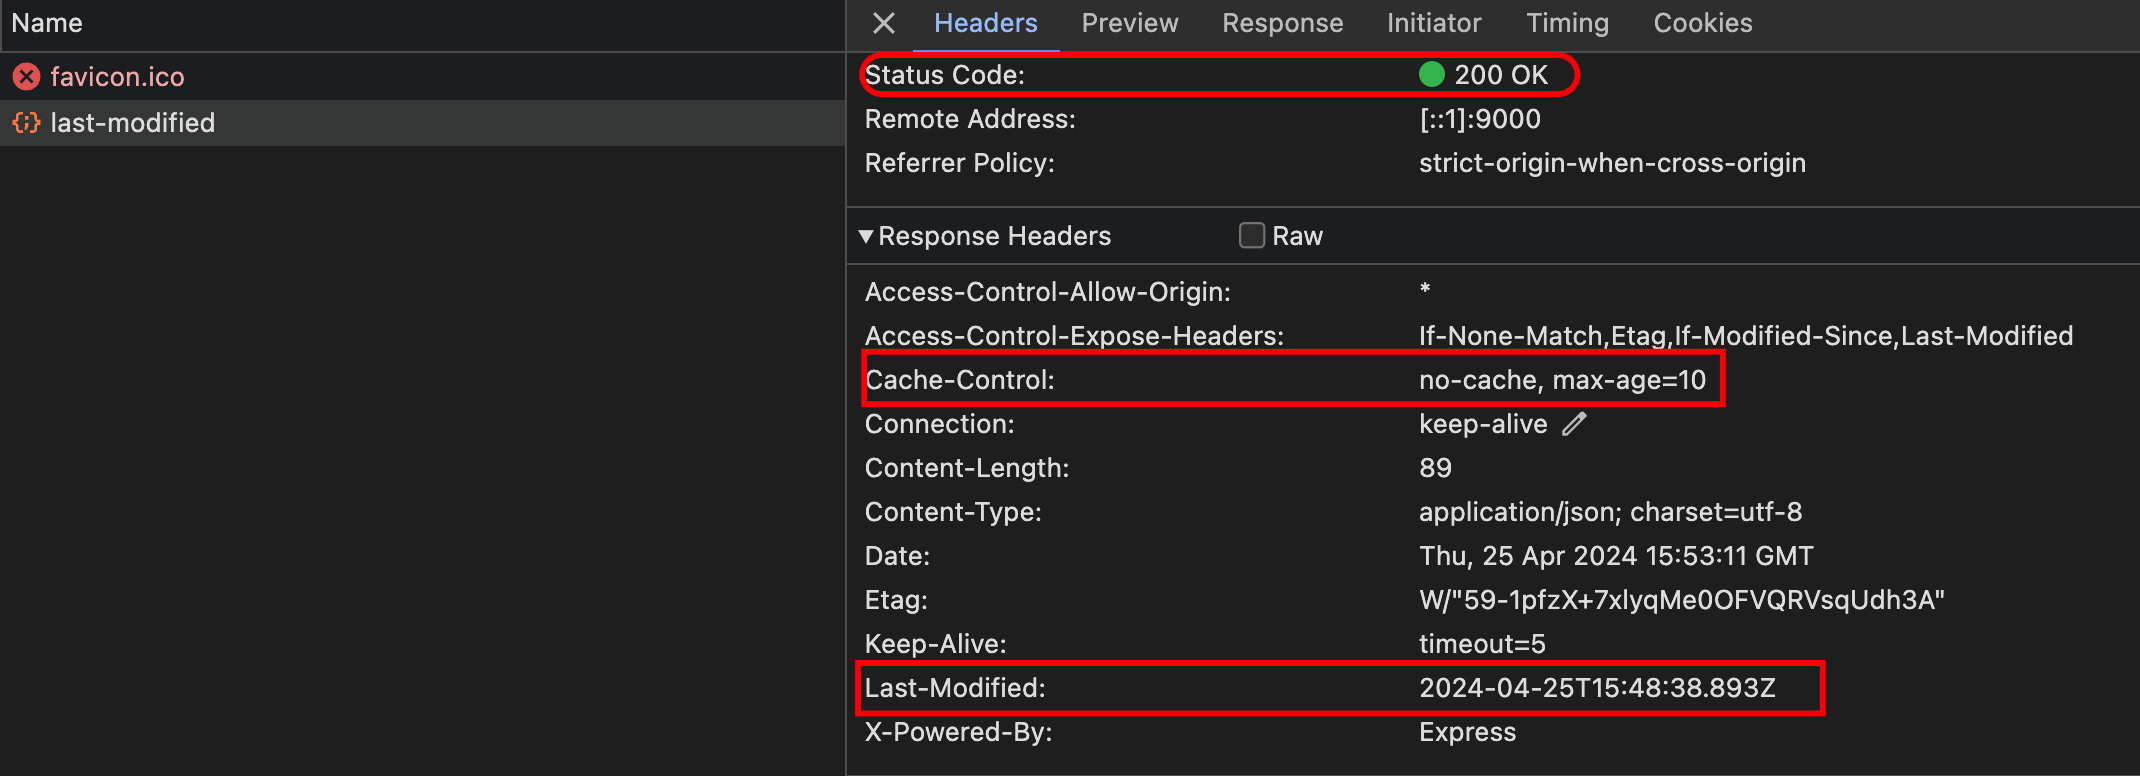 Name
favicon.ico
last-modified
Headers Preview Response Initiator Timing Cookies
Status Code: 200 OK
Remote Address: [::1]:9000
Referrer Policy: strict-origin-when-cross-origin
Response Headers Raw
Access-Control-Allow-Origin: *
Access-Control-Expose-Headers: If-None-Match,Etag,If-Modified-Since,Last-Modified
Cache-Control: no-cache, max-age=10
Connection: keep-alive
Content-Length: 89
Content-Type: application/json; charset=utf-8
Date: Thu, 25 Apr 2024 15:53:11 GMT
Etag: W/"59-1pfzX+7xlyqMe0OFVQRVsqUdh3A"
Keep-Alive: timeout=5
Last-Modified: 2024-04-25T15:48:38.893Z
X-Powered-By: Express